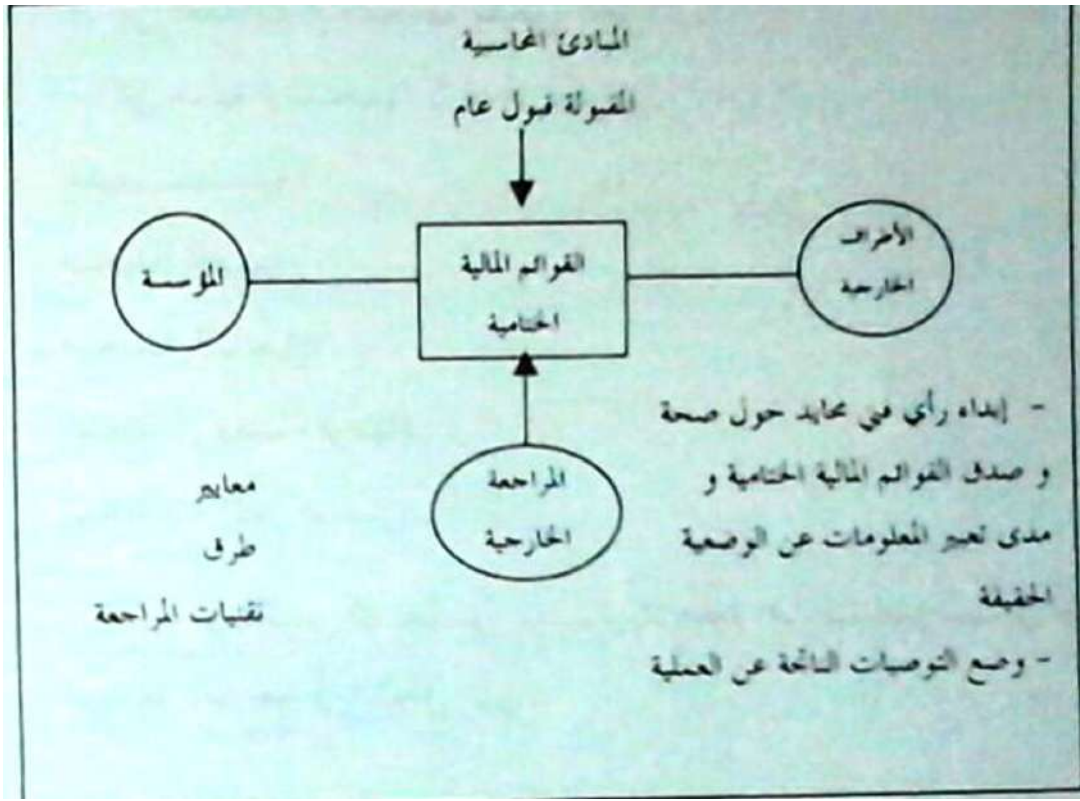 المبادئ المحاسبية
المقبولة قبول عام
الأطراف
الخارجية
القوائم المالية
الختامية
المؤسسة
المراجعة
الخارجية
- إبداء رأي فني محايد حول صحة
و صدق القوائم المالية الختامية و
مدى تعبير المعلومات عن الوضعية
الحقيقة
- وضع التوصيات الناتجة عن العملية
معايير
طرق
تقنيات المراجعة